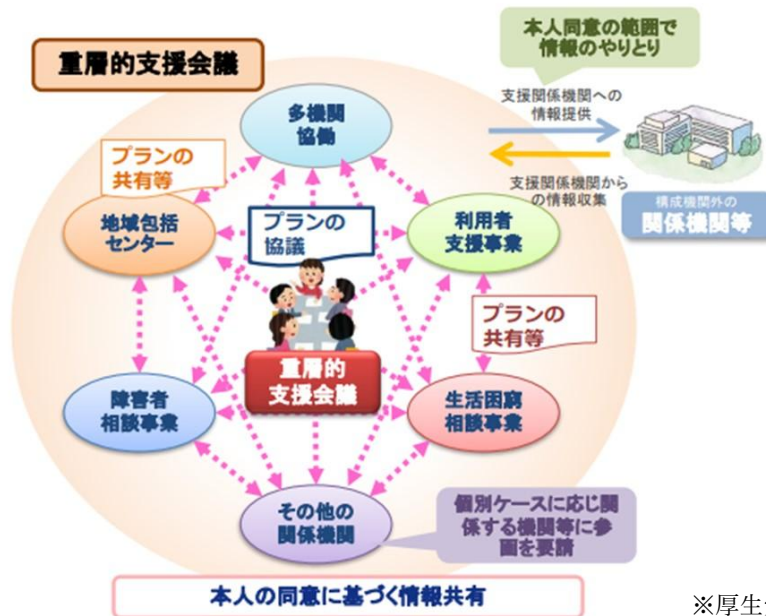 重層的支援会議
本人同意の範囲で
情報のやりとり
支援関係機関への
情報提供
支援関係機関から
の情報収集
構成機関外の
関係機関等
多機関
協働
プランの
共有等
地域包括
センター
プランの
協議
利用者
支援事業
プランの
共有等
重層的
支援会議
障害者
相談事業
生活困窮
相談事業
その他の
関係機関
個別ケースに応じ関
係する機関等に参
画を要請
本人の同意に基づく情報共有
※厚生